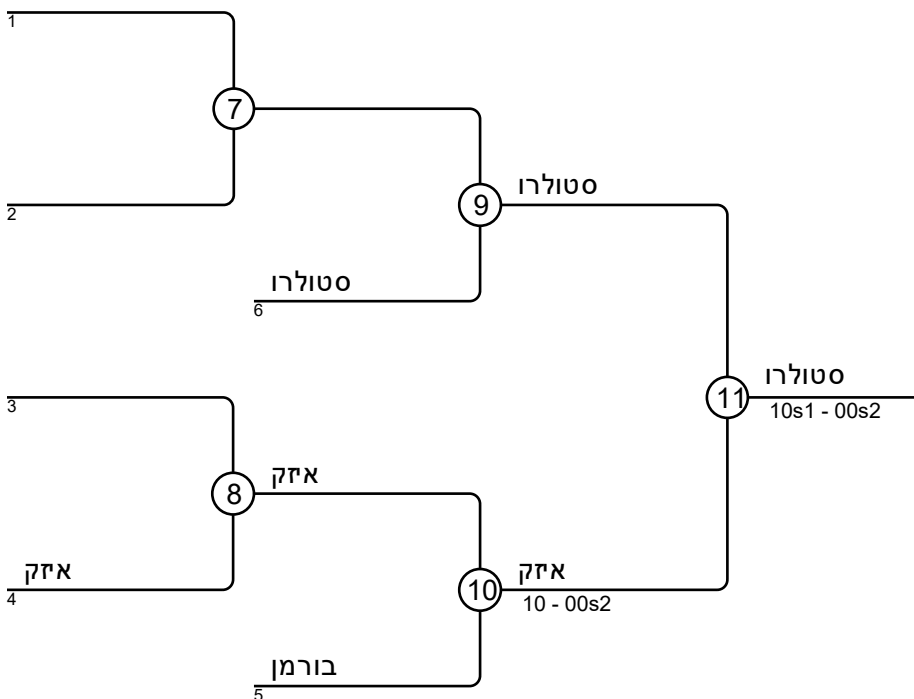 1
7
2
9
סטולרו
סטולרו
6
3
11
סטולרו
10s1 - 00s2
8
איזק
איזק
4
10
איזק
10 - 00s2
בורמן
5